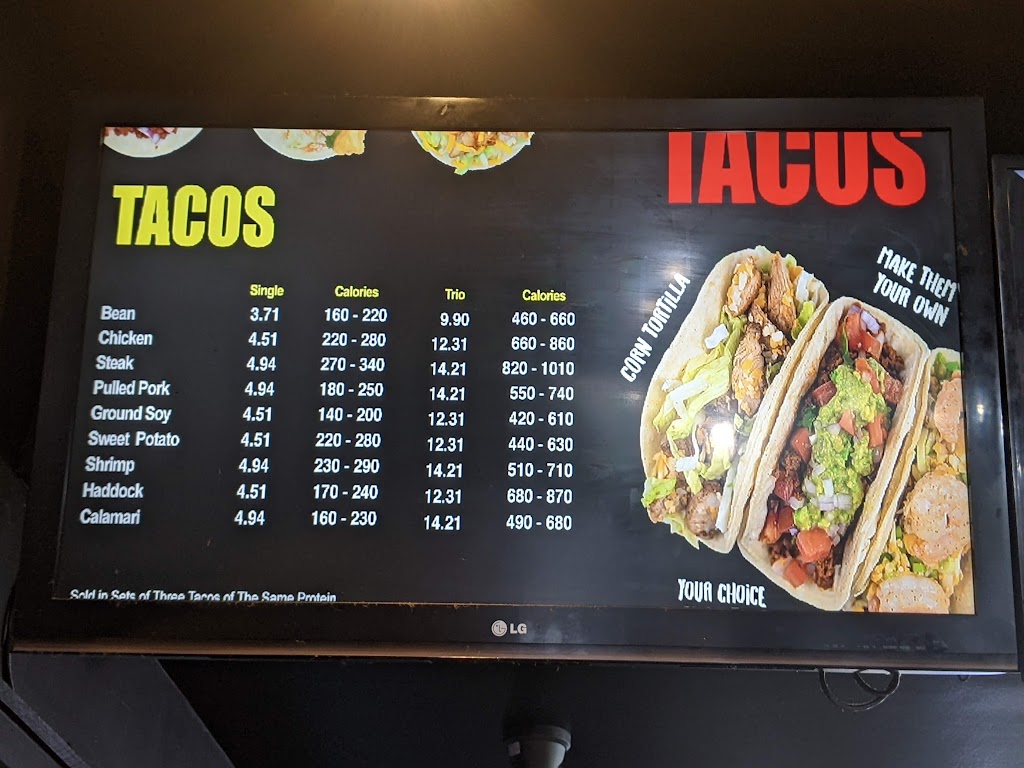 TACOS
TACOS
MAKE THEM
YOUR OWN
CORN TORTILLA
Single Calories Trio Calories
Bean 3.71 160 - 220 9.90 460 - 660
Chicken 4.51 220 - 280 12.31 660 - 860
Steak 4.94 270 - 340 14.21 820 - 1010
Pulled Pork 4.94 180 - 250 14.21 550 - 740
Ground Soy 4.51 140 - 200 12.31 420 - 610
Sweet Potato 4.51 220 - 280 12.31 440 - 630
Shrimp 4.94 230 - 290 14.21 510 - 710
Haddock 4.51 170 - 240 12.31 680 - 870
Calamari 4.94 160 - 230 14.21 490 - 680
YOUR CHOICE
Sold in Sets of Three Tacos of The Same Protein
LG